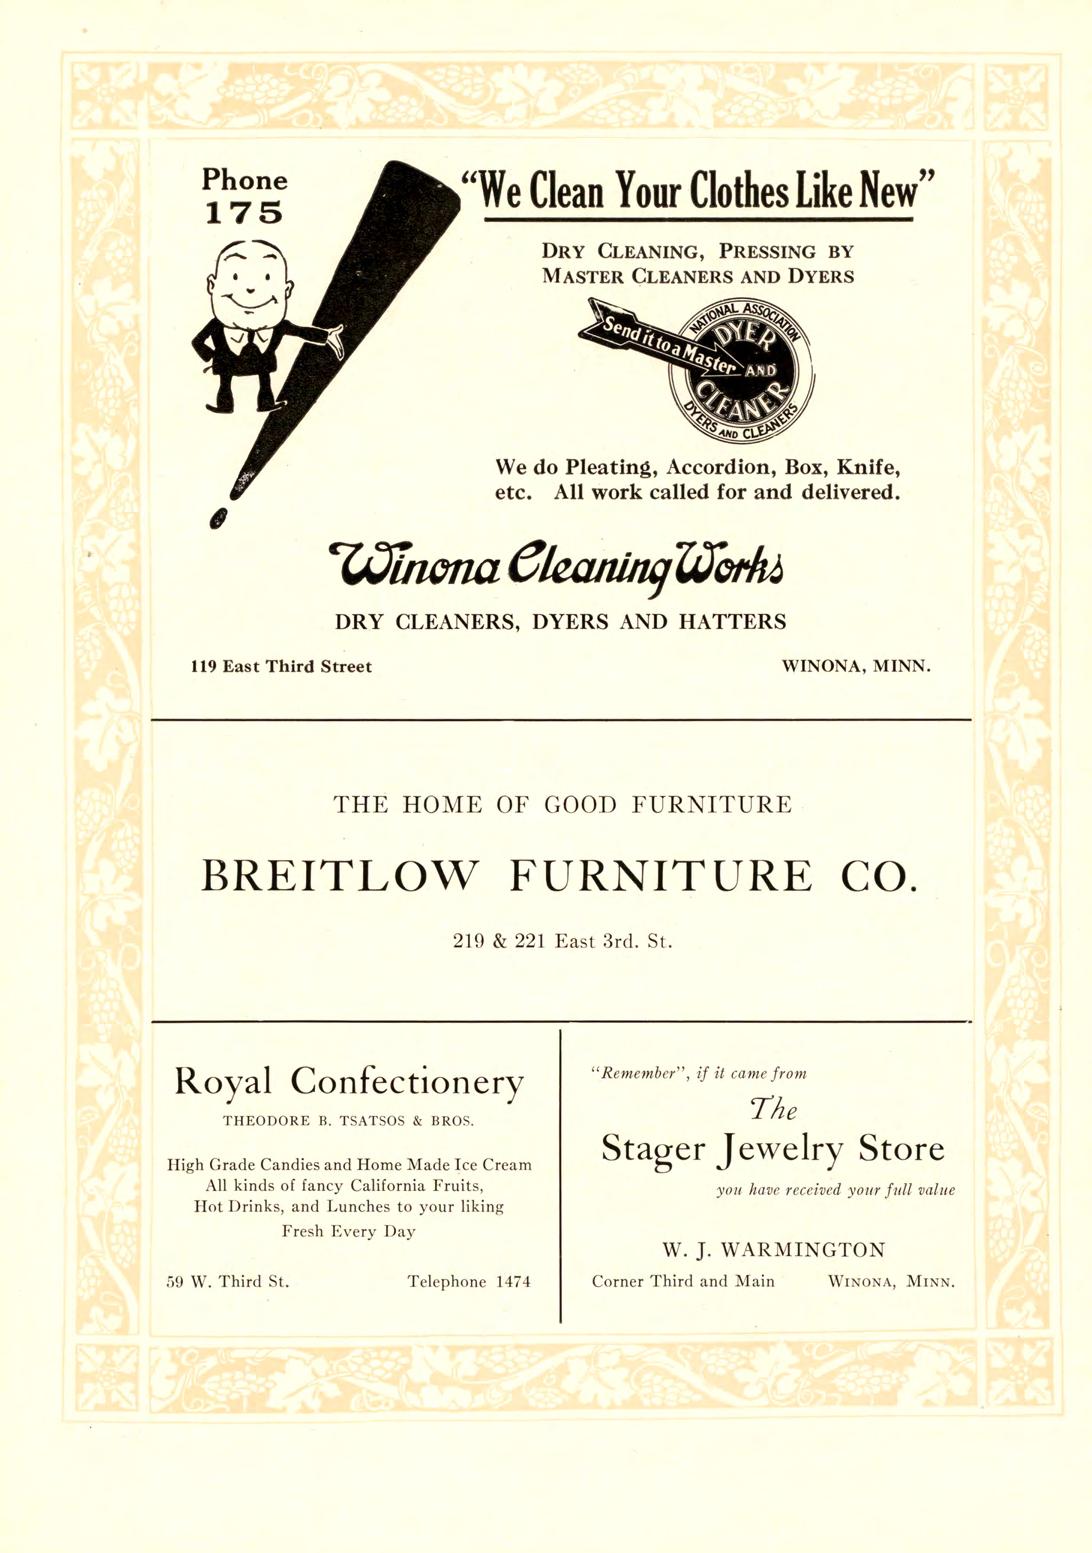 Phone
175
"We Clean Your Clothes Like New"
DRY CLEANING, PRESSING BY
MASTER CLEANERS AND DYERS
Send it to a Master
NATIONAL ASSOCIATION
DYER
AND
CLEANER
DYERS AND CLEANERS
We do Pleating, Accordion, Box, Knife,
etc. All work called for and delivered.
Winona Cleaning Works
DRY CLEANERS, DYERS AND HATTERS
119 East Third Street WINONA, MINN.
THE HOME OF GOOD FURNITURE
BREITLOW FURNITURE CO.
219 & 221 East 3rd. St.
Royal Confectionery
THEODORE B. TSATSOS & BROS.
High Grade Candies and Home Made Ice Cream
All kinds of fancy California Fruits,
Hot Drinks, and Lunches to your liking
Fresh Every Day
59 W. Third St. Telephone 1474
"Remember", if it came from
The
Stager Jewelry Store
you have received your full value
W. J. WARMINGTON
Corner Third and Main WINONA, MINN.